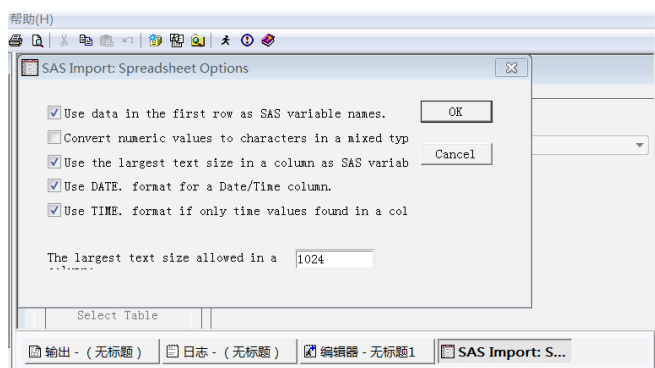 帮助(H)
SAS Import: Spreadsheet Options
Use data in the first row as SAS variable names.
OK
Convert numeric values to characters in a mixed typ
Cancel
Use the largest text size in a column as SAS variab
Use DATE. format for a Date/Time column.
Use TIME. format if only time values found in a col
The largest text size allowed in a
1024
Select Table
输出 - (无标题)
日志 - (无标题)
编辑器 - 无标题1
SAS Import: S...